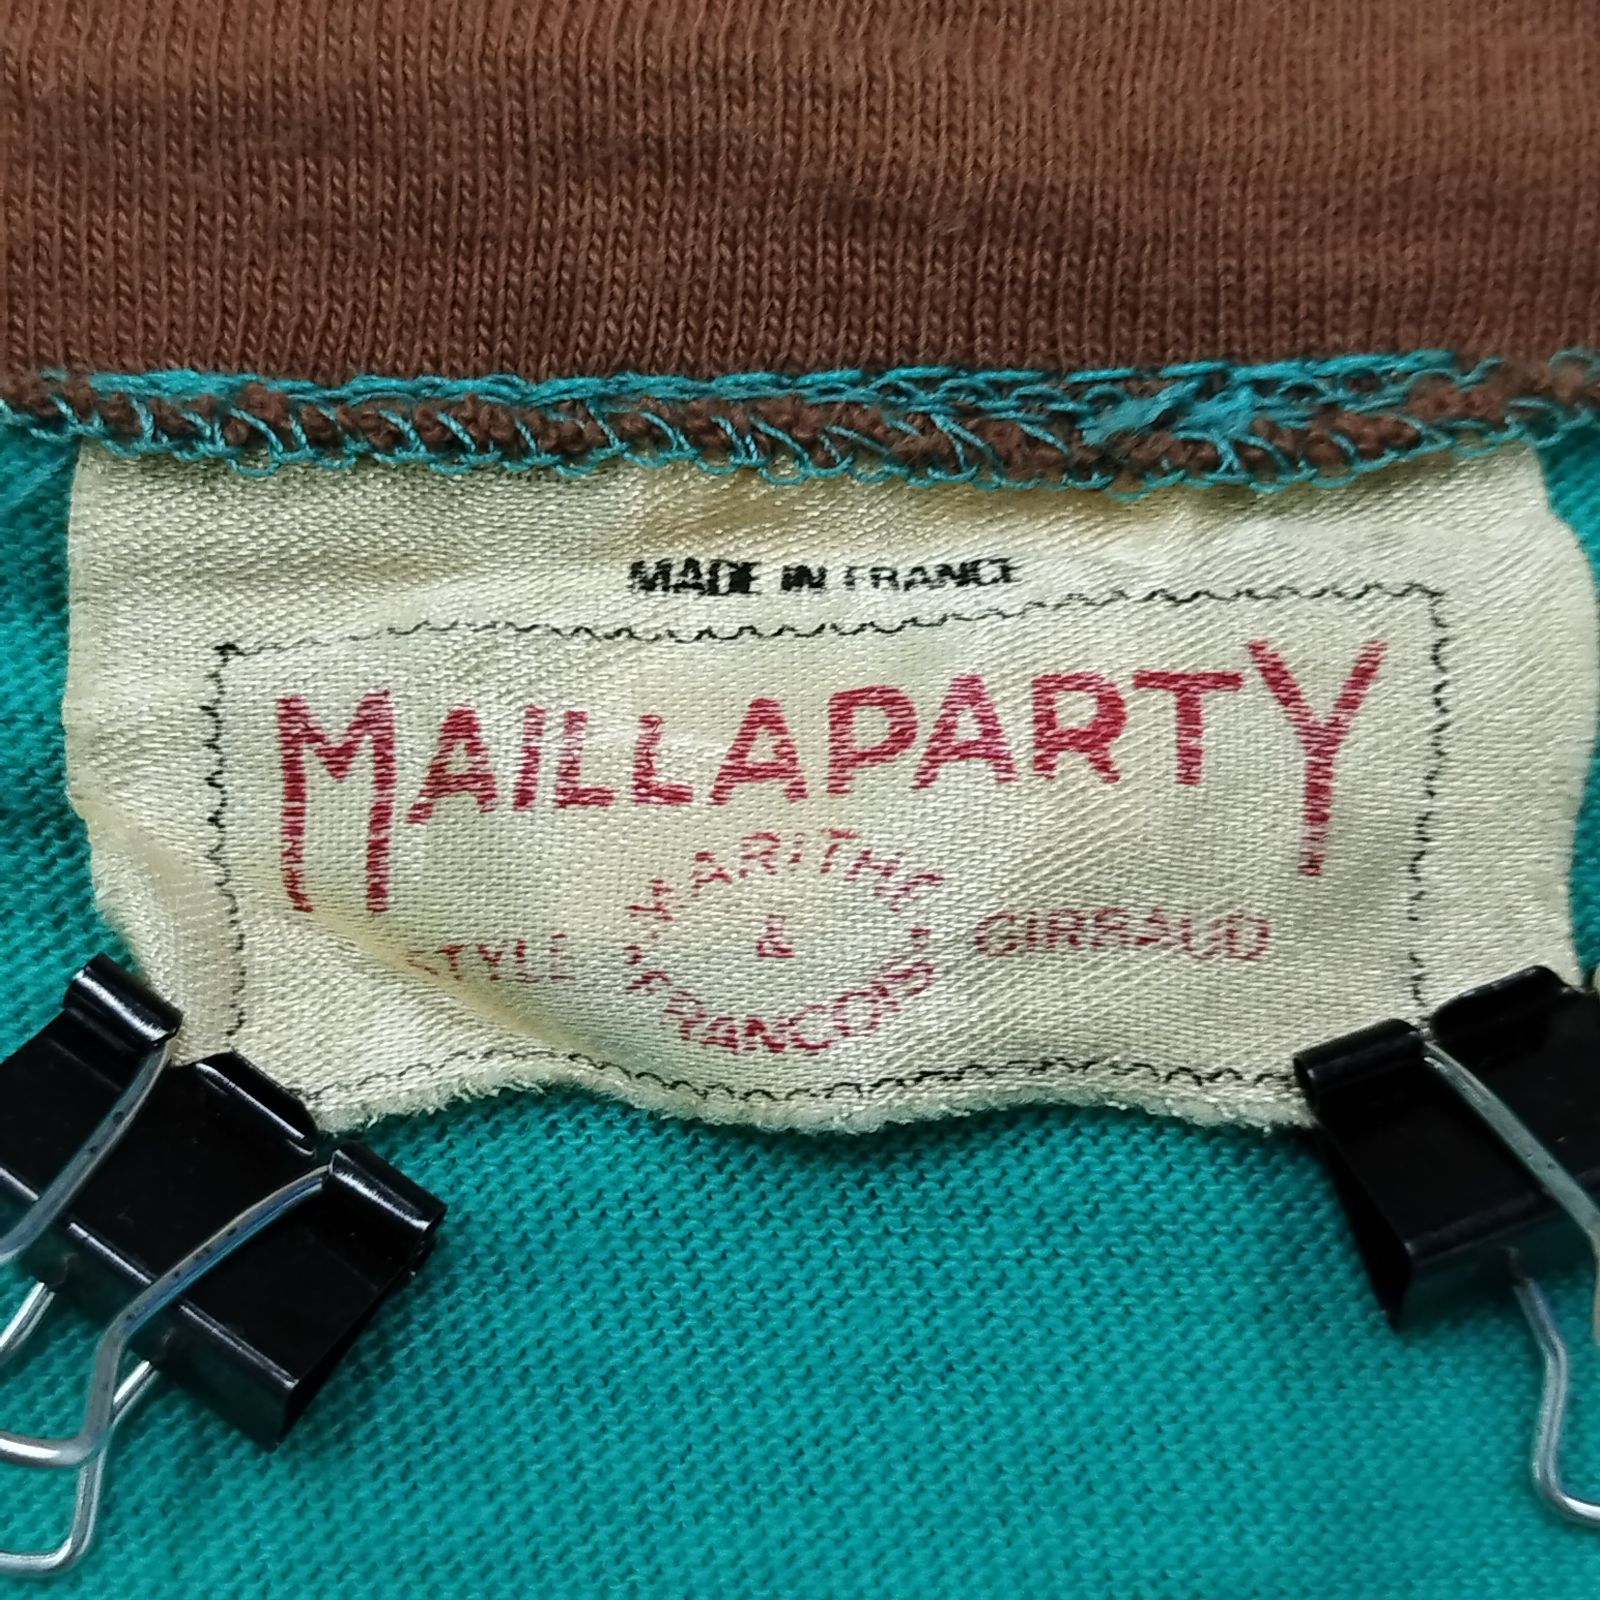 MADE IN FRANCE
MAILLAPARTY
STYLE MARITHE & FRANCOIS GIRBAUD